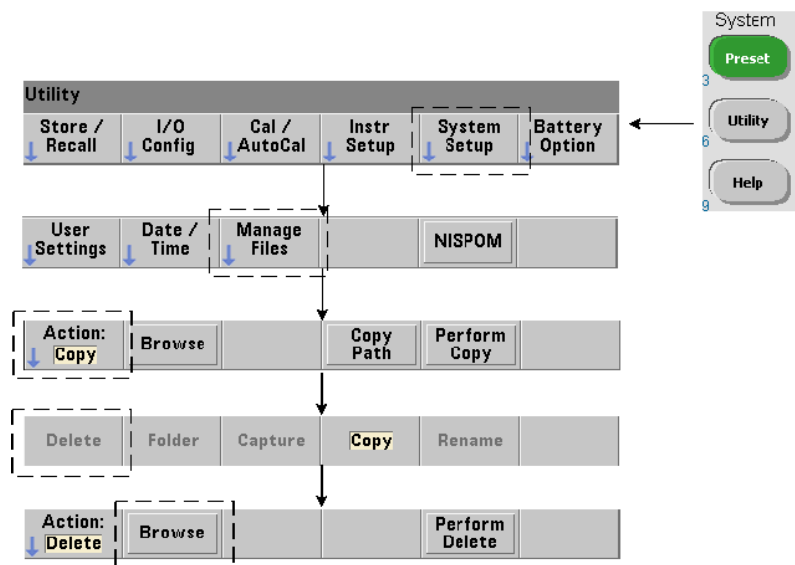 System
Preset
3
Utility
6
Help
9
Utility
Store / Recall
I/O Config
Cal / AutoCal
Instr Setup
System Setup
Battery Option
User Settings
Date / Time
Manage Files
NISPOM
Action: Copy
Browse
Copy Path
Perform Copy
Delete
Folder
Capture
Copy
Rename
Action: Delete
Browse
Perform Delete